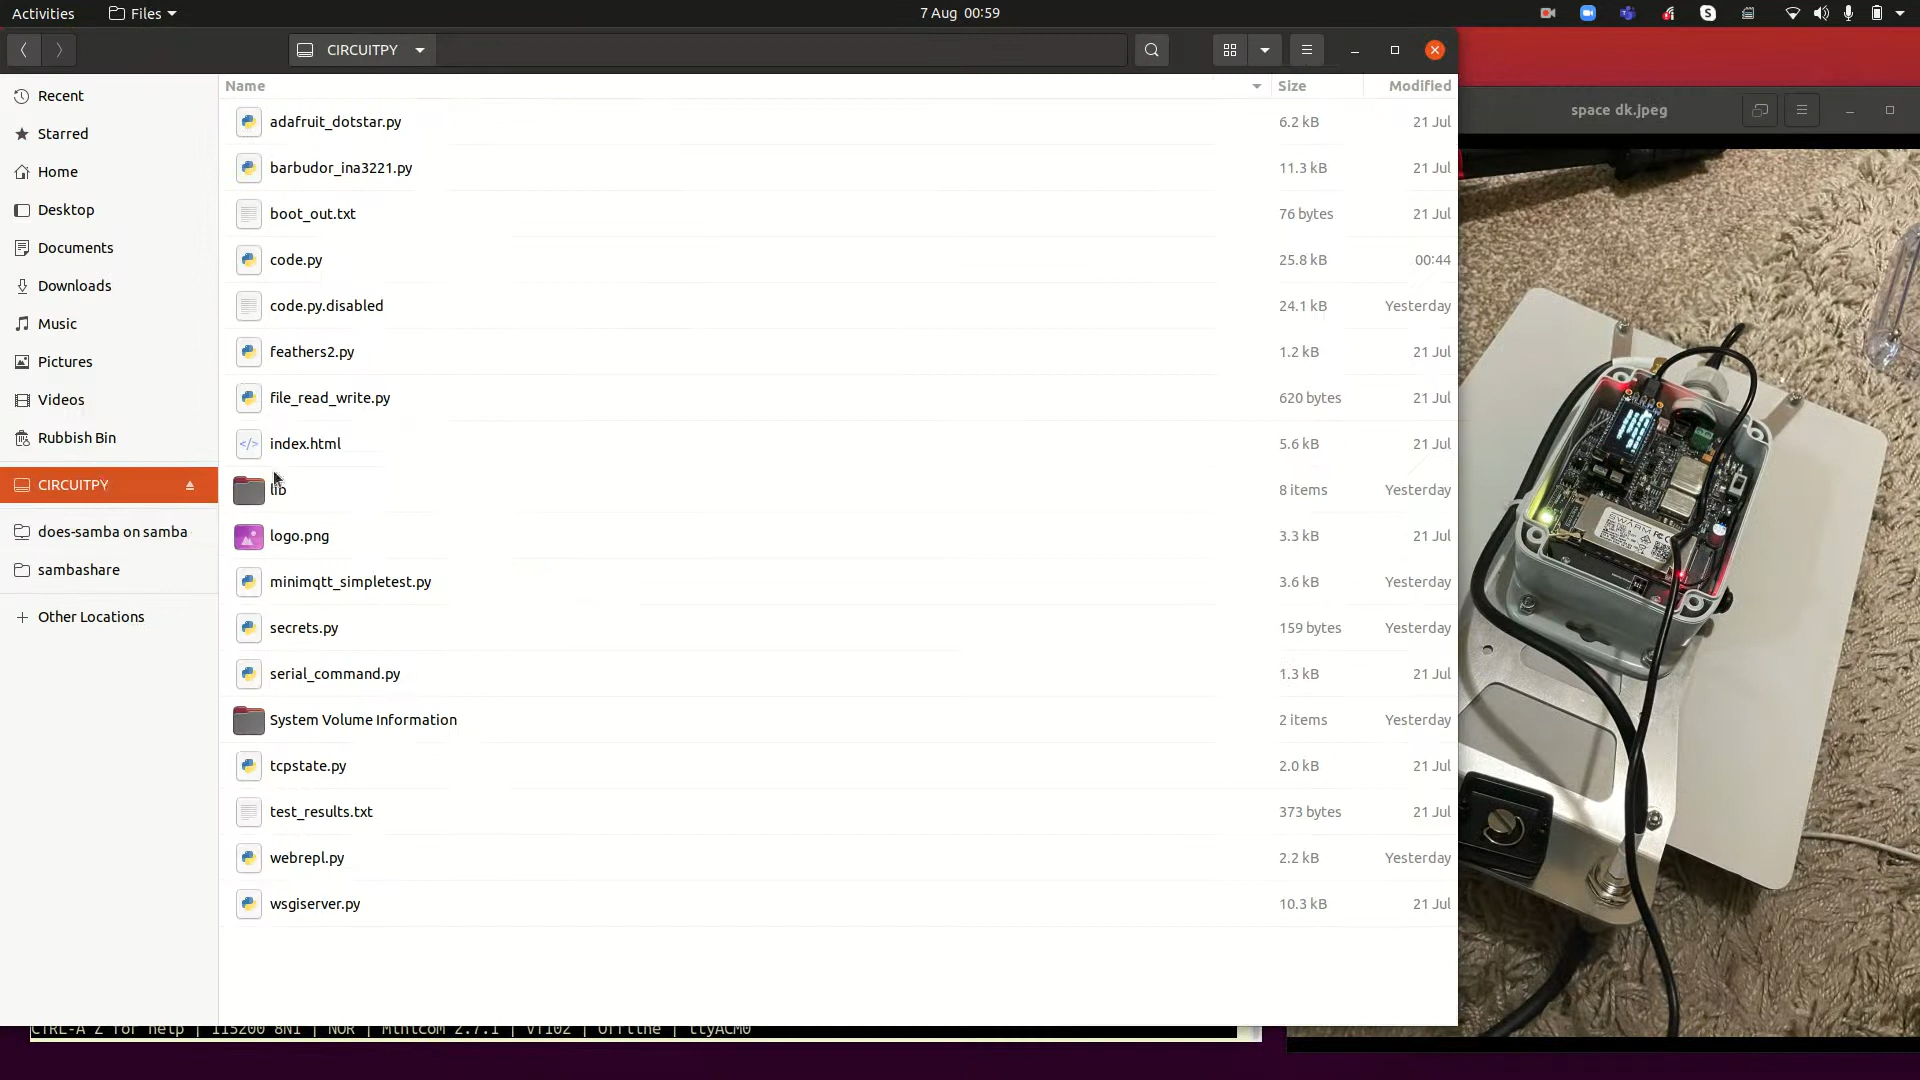 Activities
Files
7 Aug 00:59
CIRCUITPY
Name
Size
Modified
Recent
Starred
Home
Desktop
Documents
Downloads
Music
Pictures
Videos
Rubbish Bin
CIRCUITPY
does-samba on samba
sambashare
Other Locations
adafruit_dotstar.py 6.2 kB 21 Jul
barbudor_ina3221.py 11.3 kB 21 Jul
boot_out.txt 76 bytes 21 Jul
code.py 25.8 kB 00:44
code.py.disabled 24.1 kB Yesterday
feathers2.py 1.2 kB 21 Jul
file_read_write.py 620 bytes 21 Jul
index.html 5.6 kB 21 Jul
lib 8 items Yesterday
logo.png 3.3 kB 21 Jul
minimqtt_simpletest.py 3.6 kB Yesterday
secrets.py 159 bytes Yesterday
serial_command.py 1.3 kB 21 Jul
System Volume Information 2 items Yesterday
tcpstate.py 2.0 kB 21 Jul
test_results.txt 373 bytes 21 Jul
webrepl.py 2.2 kB Yesterday
wsgiserver.py 10.3 kB 21 Jul
CTRL-A Z for help | 115200 8N1 | NOR | Minicom 2.7.1 | VT102 | Offline | ttyACM0
space dk.jpeg
SWARM